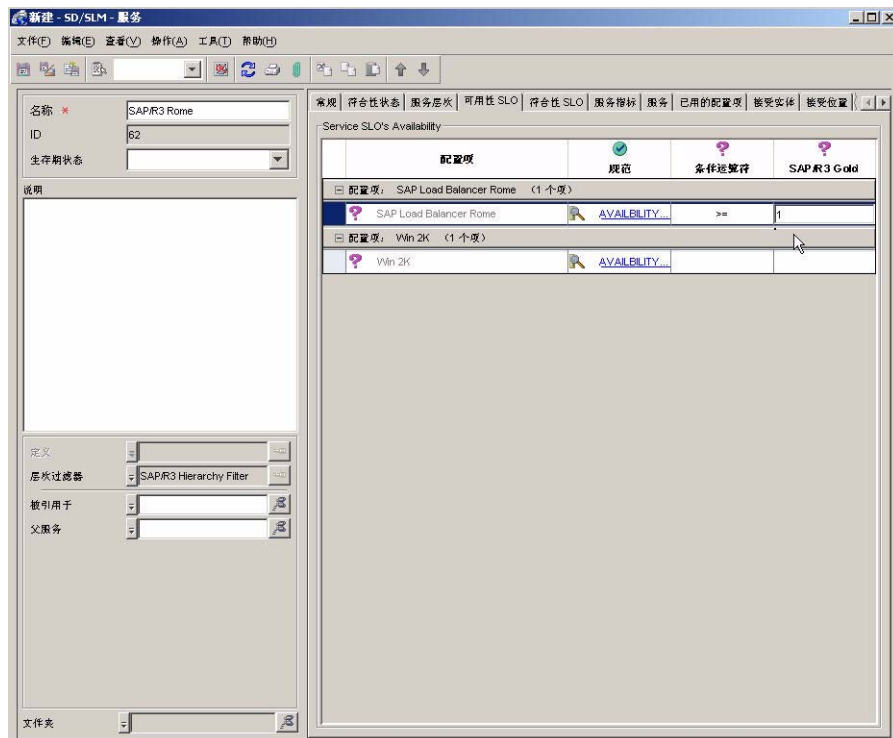 新建 - SD/SLM - 服务
文件(F) 编辑(E) 查看(V) 操作(A) 工具(T) 帮助(H)
名称 *
SAP/R3 Rome
ID
62
生存期状态
说明
定义
层次过滤器
SAP/R3 Hierarchy Filter
被引用于
父服务
文件夹
常规 符合性状态 服务层次 可用性 SLO 符合性 SLO 服务指标 服务 已用的配置项 接受实体 接受位置
Service SLO's Availability
配置项 规范 条件运算符 SAP/R3 Gold
配置项： SAP Load Balancer Rome （1 个项）
SAP Load Balancer Rome AVAILBILITY... >= 1
配置项： Win 2K （1 个项）
Win 2K AVAILBILITY...